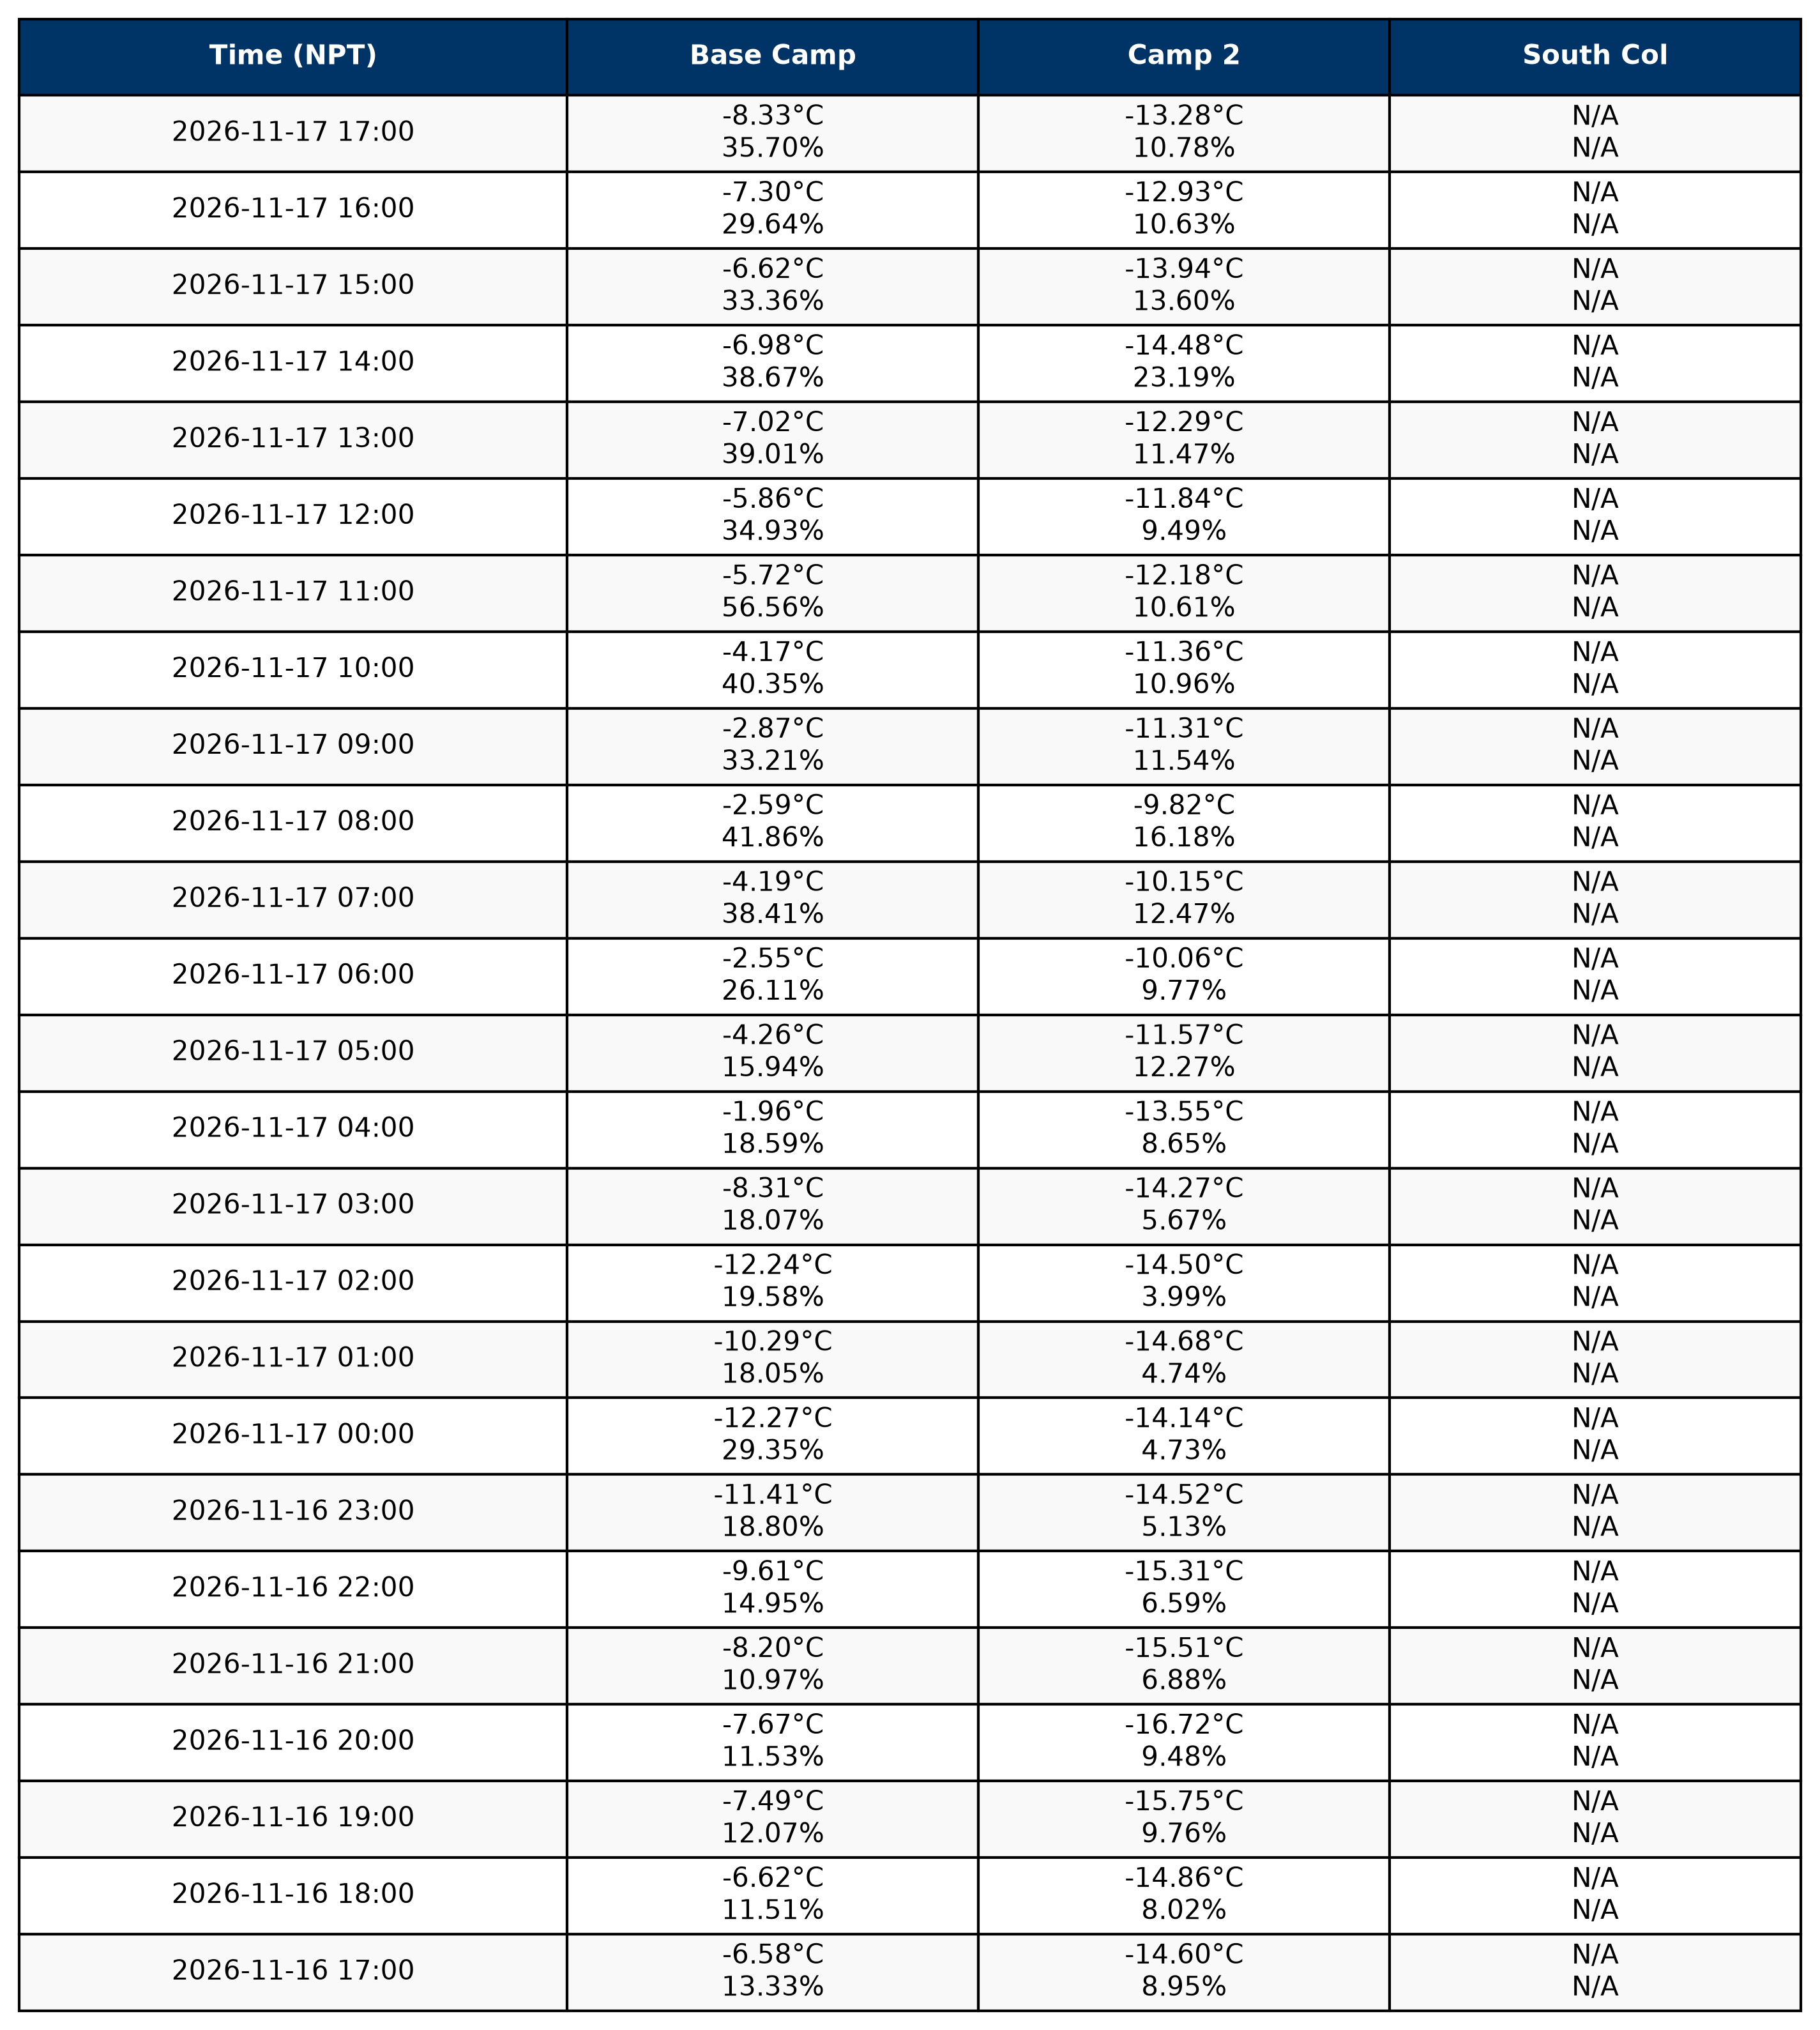 Time (NPT) Base Camp Camp 2 South Col
-8.33°C -13.28°C N/A
2026-11-17 17:00
35.70% 10.78% N/A
-7.30°C -12.93°C N/A
2026-11-17 16:00
29.64% 10.63% N/A
-6.62°C -13.94°C N/A
2026-11-17 15:00
33.36% 13.60% N/A
-6.98°C -14.48°C N/A
2026-11-17 14:00
38.67% 23.19% N/A
-7.02°C -12.29°C N/A
2026-11-17 13:00
39.01% 11.47% N/A
-5.86°C -11.84°C N/A
2026-11-17 12:00
34.93% 9.49% N/A
-5.72°C -12.18°C N/A
2026-11-17 11:00
56.56% 10.61% N/A
-4.17°C -11.36°C N/A
2026-11-17 10:00
40.35% 10.96% N/A
-2.87°C -11.31°C N/A
2026-11-17 09:00
33.21% 11.54% N/A
-2.59°C -9.82°C N/A
2026-11-17 08:00
41.86% 16.18% N/A
-4.19°C -10.15°C N/A
2026-11-17 07:00
38.41% 12.47% N/A
-2.55°C -10.06°C N/A
2026-11-17 06:00
26.11% 9.77% N/A
-4.26°C -11.57°C N/A
2026-11-17 05:00
15.94% 12.27% N/A
-1.96°C -13.55°C N/A
2026-11-17 04:00
18.59% 8.65% N/A
-8.31°C -14.27°C N/A
2026-11-17 03:00
18.07% 5.67% N/A
-12.24°C -14.50°C N/A
2026-11-17 02:00
19.58% 3.99% N/A
-10.29°C -14.68°C N/A
2026-11-17 01:00
18.05% 4.74% N/A
-12.27°C -14.14°C N/A
2026-11-17 00:00
29.35% 4.73% N/A
-11.41°C -14.52°C N/A
2026-11-16 23:00
18.80% 5.13% N/A
-9.61°C -15.31°C N/A
2026-11-16 22:00
14.95% 6.59% N/A
-8.20°C -15.51°C N/A
2026-11-16 21:00
10.97% 6.88% N/A
-7.67°C -16.72°C N/A
2026-11-16 20:00
11.53% 9.48% N/A
-7.49°C -15.75°C N/A
2026-11-16 19:00
12.07% 9.76% N/A
-6.62°C -14.86°C N/A
2026-11-16 18:00
11.51% 8.02% N/A
-6.58°C -14.60°C N/A
2026-11-16 17:00
13.33% 8.95% N/A